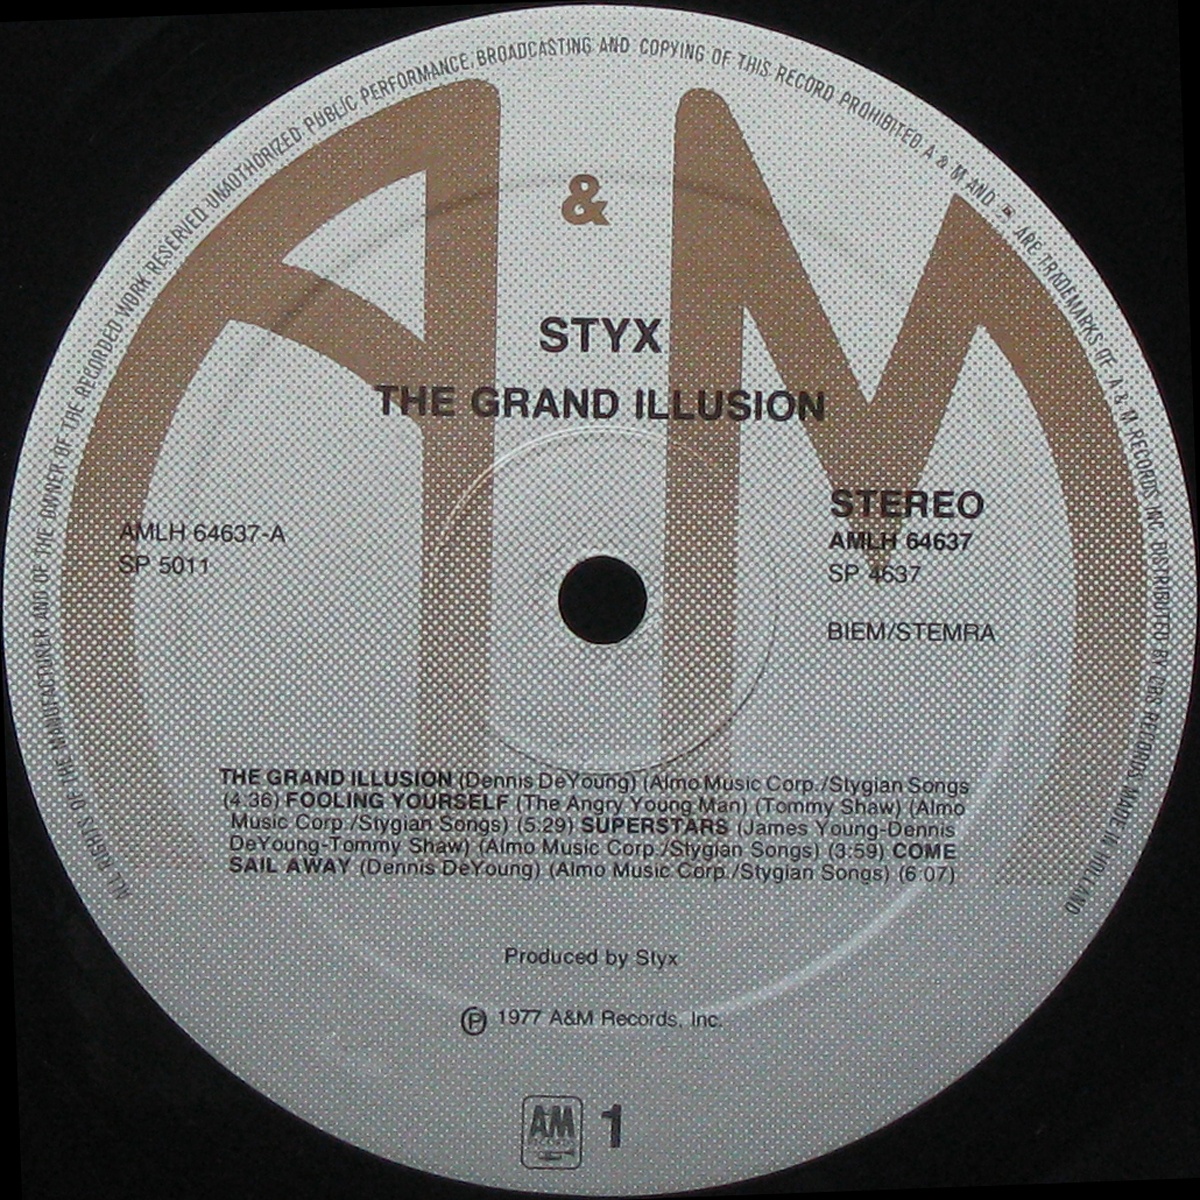 ALL RIGHTS OF THE MANUFACTURER AND OF THE OWNER OF THE RECORDED WORK RESERVED UNAUTHORIZED PUBLIC PERFORMANCE, BROADCASTING AND COPYING OF THIS RECORD PROHIBITED. A & M AND ARE TRADEMARKS OF A & M RECORDS INC. DISTRIBUTED BY CBS RECORDS MADE IN HOLLAND
A & M
STYX
THE GRAND ILLUSION
AMLH 64637-A
SP 5011
STEREO
AMLH 64637
SP 4637
BIEM/STEMRA
THE GRAND ILLUSION (Dennis DeYoung) (Almo Music Corp./Stygian Songs
(4:36) FOOLING YOURSELF (The Angry Young Man) (Tommy Shaw) (Almo
Music Corp./Stygian Songs) (5:29) SUPERSTARS (James Young-Dennis
DeYoung-Tommy Shaw) (Almo Music Corp./Stygian Songs) (3:59) COME
SAIL AWAY (Dennis DeYoung) (Almo Music Corp./Stygian Songs) (6:07)
Produced by Styx
℗ 1977 A&M Records, Inc.
AM 1